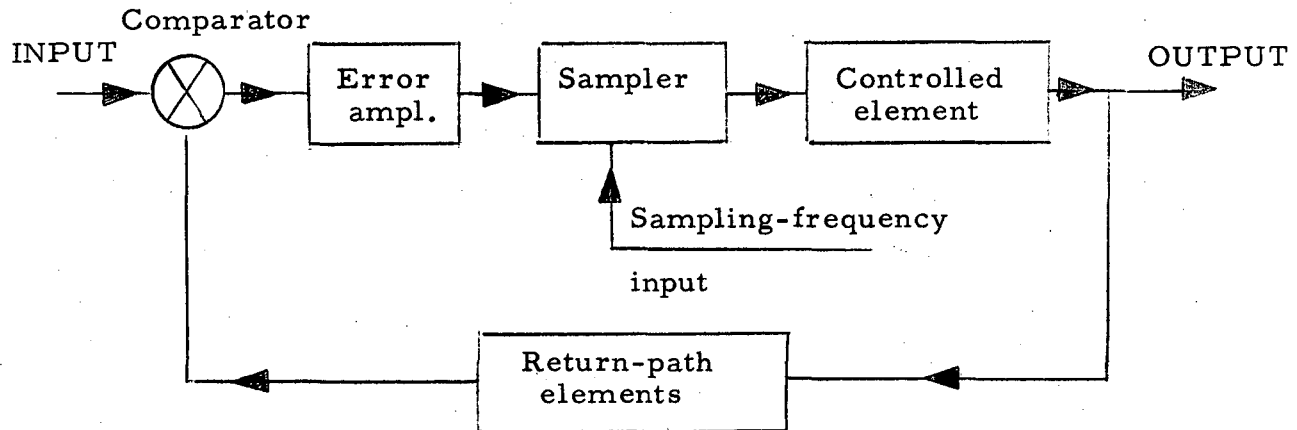 Comparator
INPUT
Error
ampl.
Sampler
Controlled
element
OUTPUT
Sampling-frequency
input
Return-path
elements